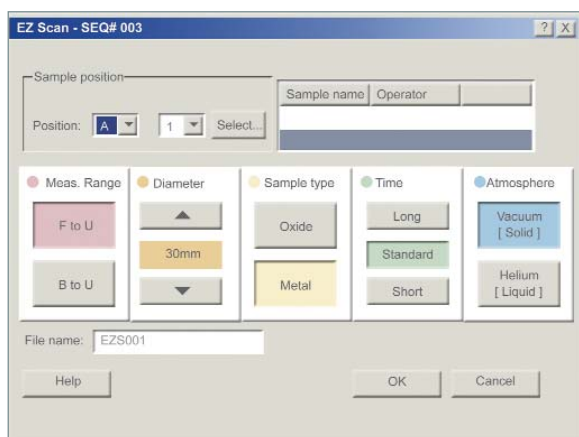 EZ Scan - SEQ# 003
? X
Sample position
Position: A 1 Select...
Sample name Operator
Meas. Range
F to U
B to U
Diameter
30mm
Sample type
Oxide
Metal
Time
Long
Standard
Short
Atmosphere
Vacuum
[ Solid ]
Helium
[ Liquid ]
File name: EZS001
Help OK Cancel